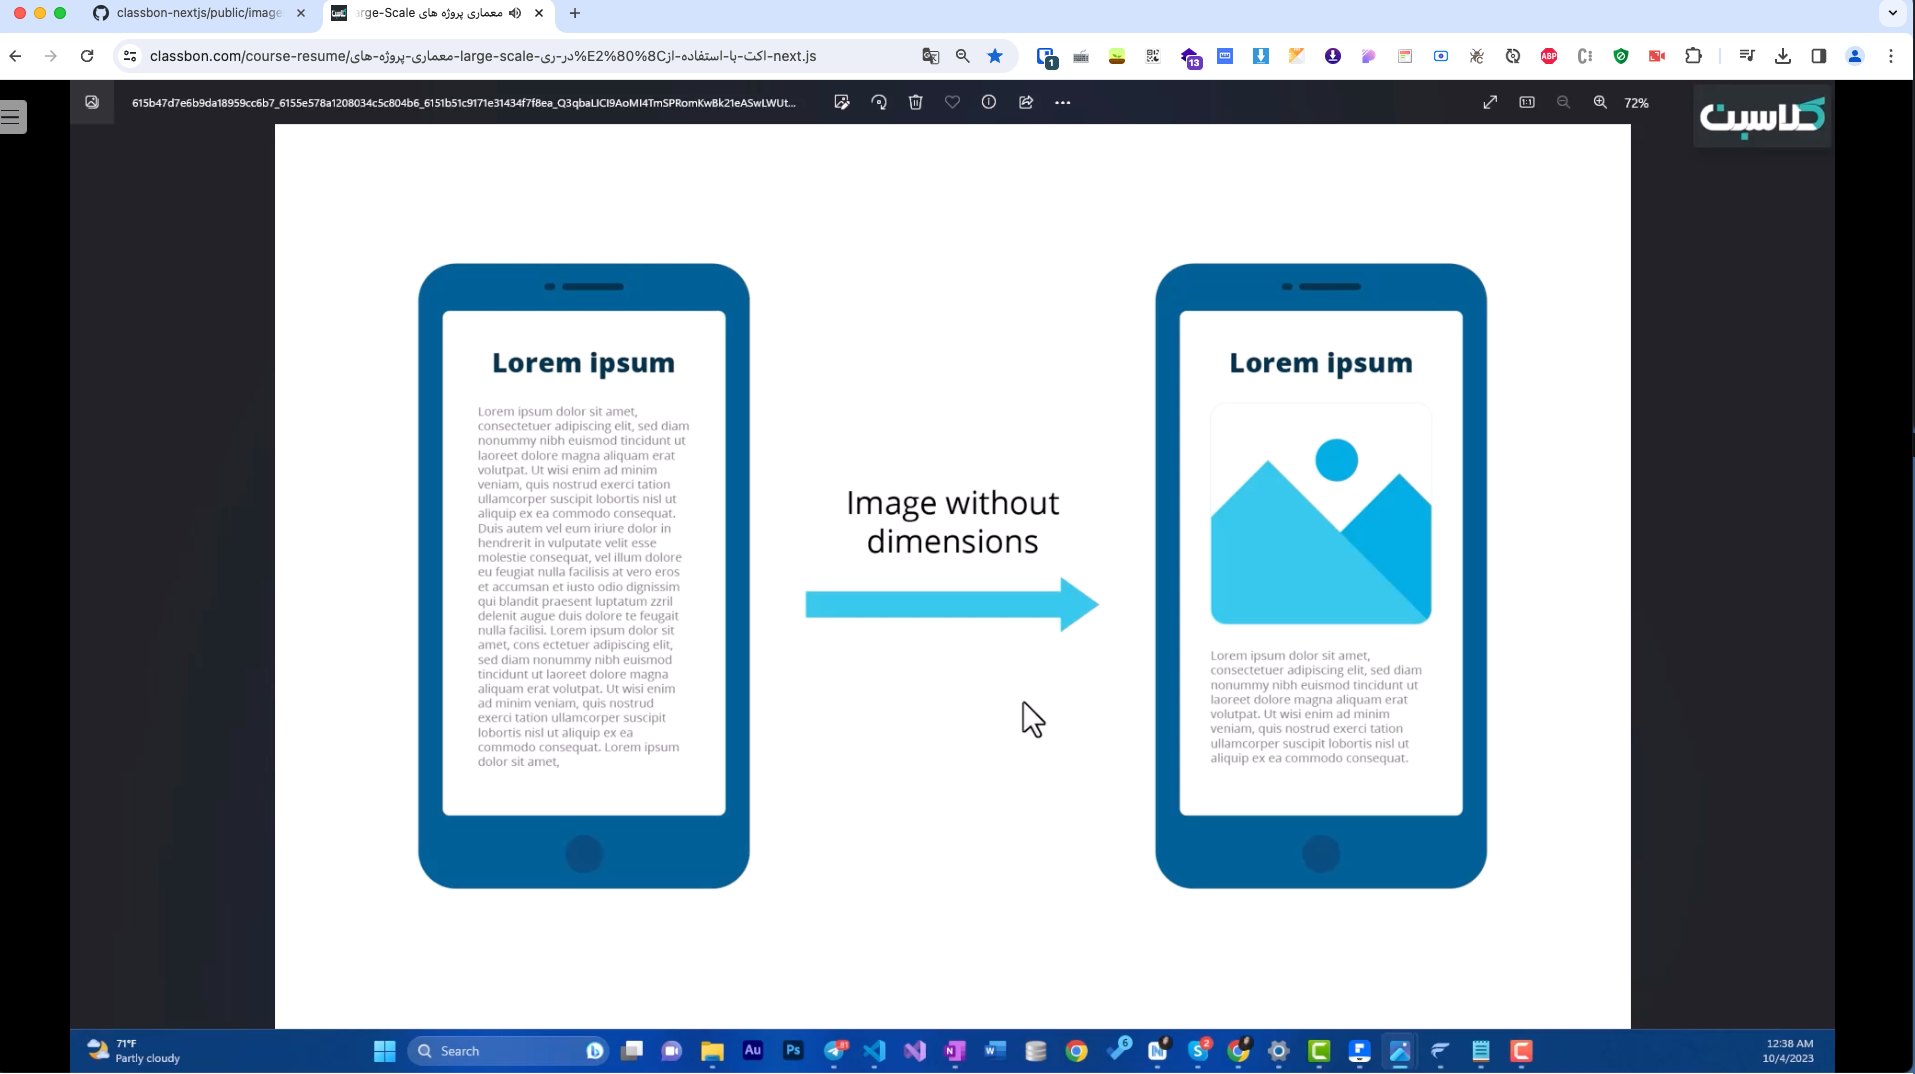 classbon-nextjs/public/image
معماری پروژه های Large-Scale
classbon.com/course-resume/معماری-پروژه-های-large-scale-در-ری%E2%80%8Cاکت-با-استفاده-از-next.js
1
13
ABP
615b47d7e6b9da18959ccb67_6155e578a1208034c5c804b6_6151b51c9171e31434f7f8ea_Q3qbaLICI9AoMI4TmSPRomKwBk21eASwLWUt...
72%
کلاسبن
Lorem ipsum
Lorem ipsum dolor sit amet,
consectetuer adipiscing elit, sed diam
nonummy nibh euismod tincidunt ut
laoreet dolore magna aliquam erat
volutpat. Ut wisi enim ad minim
veniam, quis nostrud exerci tation
ullamcorper suscipit lobortis nisl ut
aliquip ex ea commodo consequat.
Duis autem vel eum iriure dolor in
hendrerit in vulputate velit esse
molestie consequat, vel illum dolore
eu feugiat nulla facilisis at vero eros
et accumsan et iusto odio dignissim
qui blandit praesent luptatum zzril
delenit augue duis dolore te feugait
nulla facilisi. Lorem ipsum dolor sit
amet, cons ectetuer adipiscing elit,
sed diam nonummy nibh euismod
tincidunt ut laoreet dolore magna
aliquam erat volutpat. Ut wisi enim
ad minim veniam, quis nostrud
exerci tation ullamcorper suscipit
lobortis nisl ut aliquip ex ea
commodo consequat. Lorem ipsum
dolor sit amet,
Image without
dimensions
Lorem ipsum
Lorem ipsum dolor sit amet,
consectetuer adipiscing elit, sed diam
nonummy nibh euismod tincidunt ut
laoreet dolore magna aliquam erat
volutpat. Ut wisi enim ad minim
veniam, quis nostrud exerci tation
ullamcorper suscipit lobortis nisl ut
aliquip ex ea commodo consequat.
71°F
Partly cloudy
Search
Au
Ps
81
6
2
12:38 AM
10/4/2023